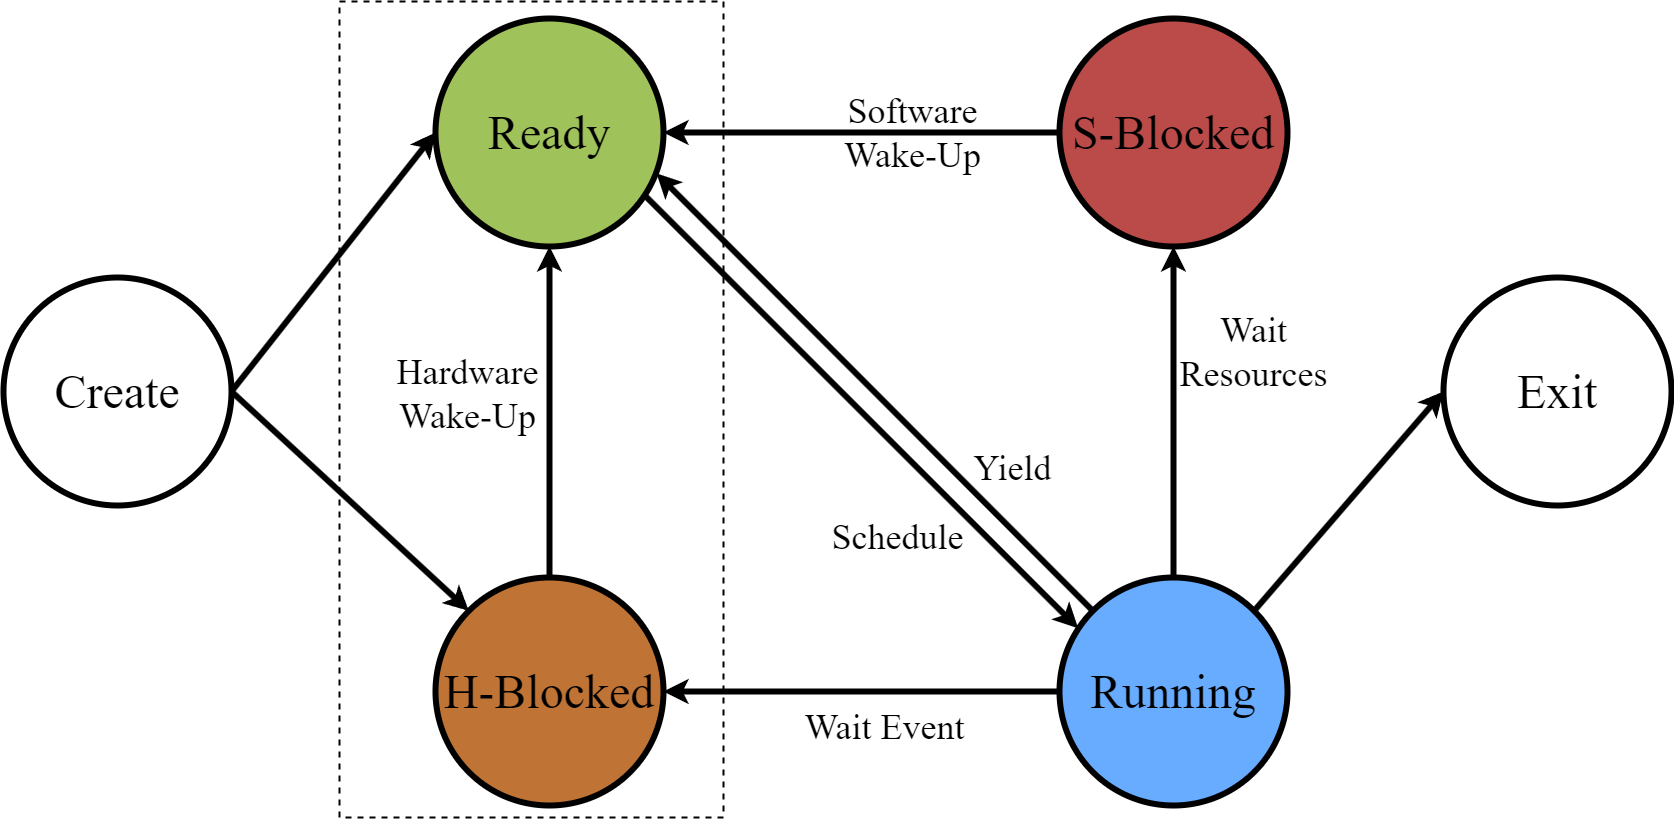 Ready
Software
Wake-Up
S-Blocked
Create
Hardware
Wake-Up
Wait
Resources
Exit
Yield
Schedule
H-Blocked
Wait Event
Running